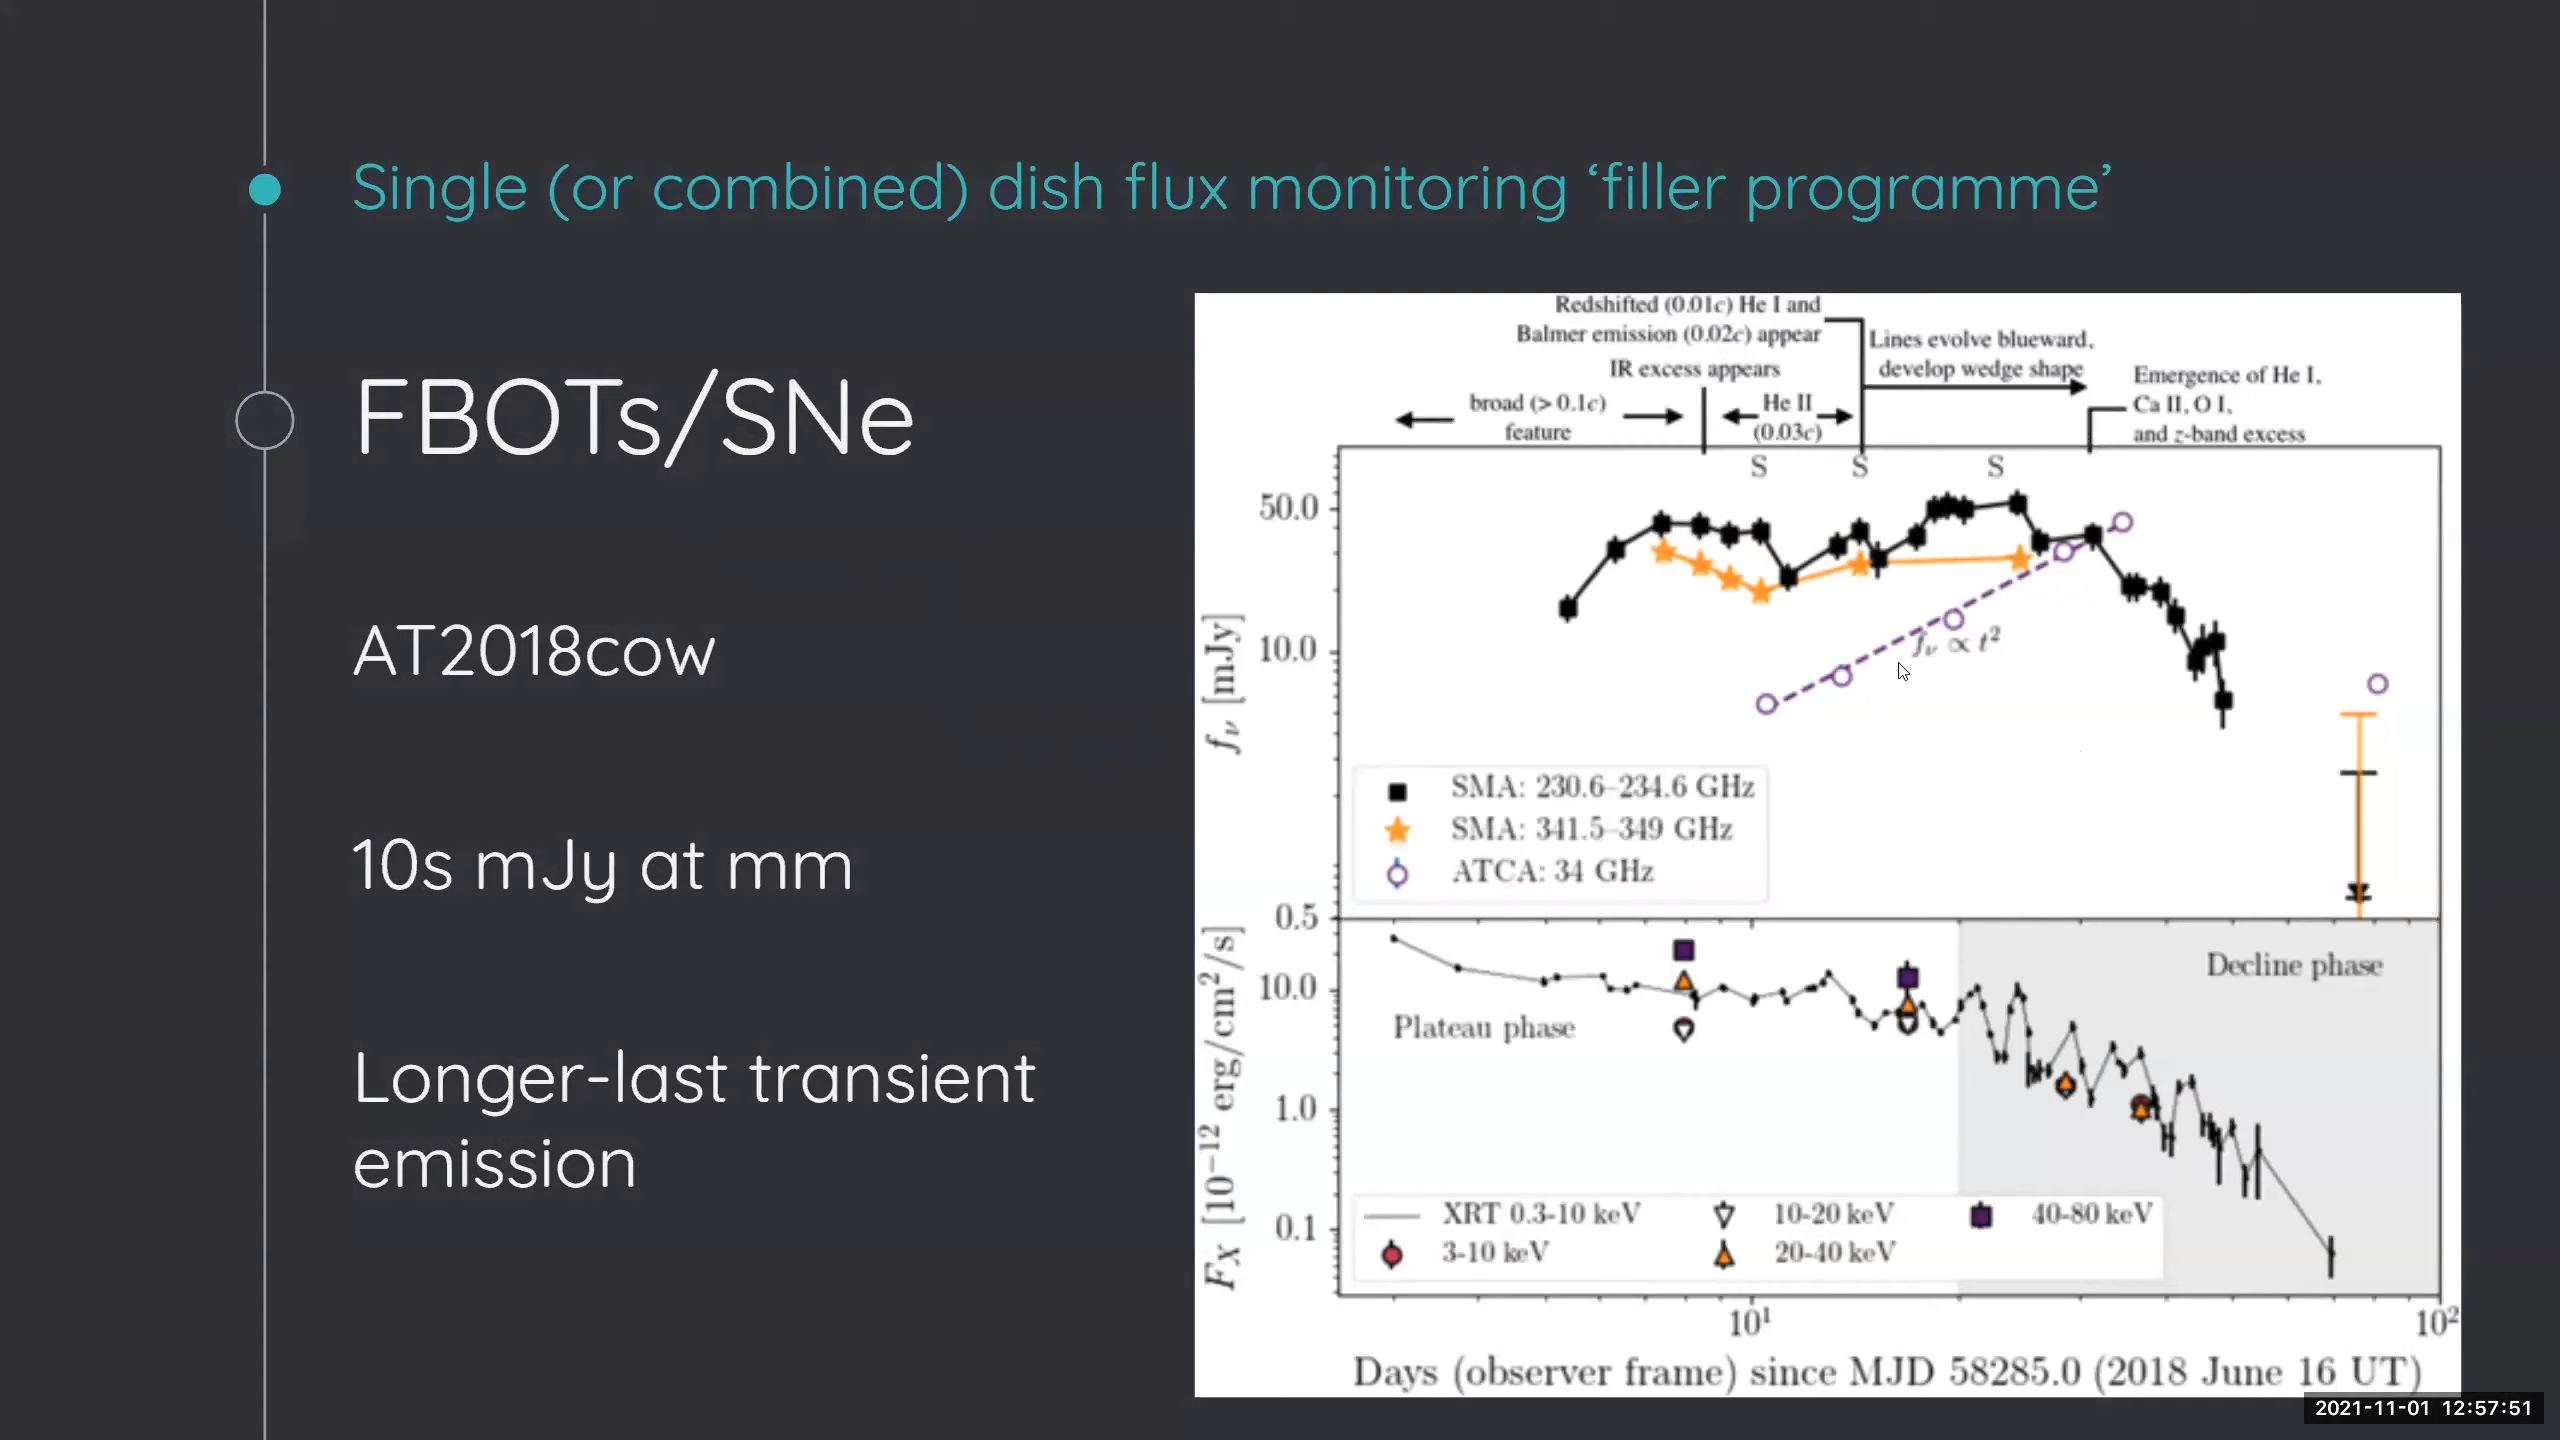 Single (or combined) dish flux monitoring ‘filler programme’
FBOTs/SNe
AT2018cow
10s mJy at mm
Longer-last transient
emission
Redshifted (0.01c) He I and
Balmer emission (0.02c) appear
IR excess appears
Lines evolve blueward,
develop wedge shape
Emergence of He I,
Ca II, O I,
and z-band excess
broad (> 0.1c)
feature
He II
(0.03c)
S S S
50.0
10.0
0.5
fν [mJy]
fν ∝ t²
SMA: 230.6–234.6 GHz
SMA: 341.5–349 GHz
ATCA: 34 GHz
10.0
1.0
0.1
FX [10⁻¹² erg/cm²/s]
Plateau phase
Decline phase
XRT 0.3-10 keV
3-10 keV
10-20 keV
20-40 keV
40-80 keV
10¹
10²
Days (observer frame) since MJD 58285.0 (2018 June 16 UT)
2021-11-01 12:57:51